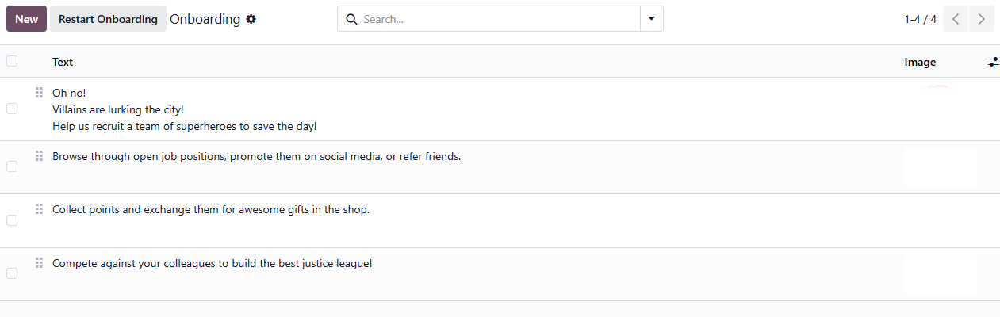 New Restart Onboarding Onboarding Search... 1-4 / 4
Text Image
Oh no!
Villains are lurking the city!
Help us recruit a team of superheroes to save the day!
Browse through open job positions, promote them on social media, or refer friends.
Collect points and exchange them for awesome gifts in the shop.
Compete against your colleagues to build the best justice league!